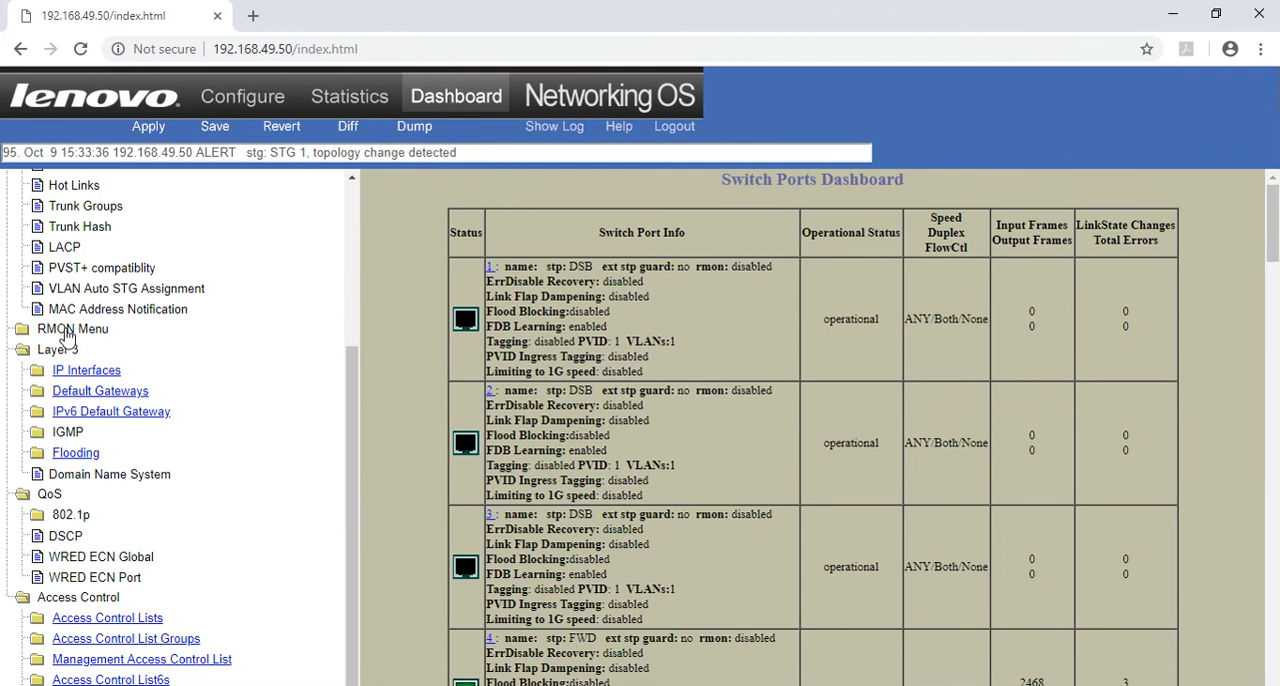 192.168.49.50/index.html
Not secure 192.168.49.50/index.html
lenovo. Configure Statistics Dashboard Networking OS
Apply Save Revert Diff Dump Show Log Help Logout
95. Oct 9 15:33:36 192.168.49.50 ALERT stg: STG 1, topology change detected
Hot Links
Trunk Groups
Trunk Hash
LACP
PVST+ compatiblity
VLAN Auto STG Assignment
MAC Address Notification
RMON Menu
Layer 3
IP Interfaces
Default Gateways
IPv6 Default Gateway
IGMP
Flooding
Domain Name System
QoS
802.1p
DSCP
WRED ECN Global
WRED ECN Port
Access Control
Access Control Lists
Access Control List Groups
Management Access Control List
Access Control List6s
Switch Ports Dashboard
Status
Switch Port Info
Operational Status
Speed
Duplex
FlowCtl
Input Frames
Output Frames
LinkState Changes
Total Errors
1 : name: stp: DSB ext stp guard: no rmon: disabled
ErrDisable Recovery: disabled
Link Flap Dampening: disabled
Flood Blocking:disabled
FDB Learning: enabled
Tagging: disabled PVID: 1 VLANs:1
PVID Ingress Tagging: disabled
Limiting to 1G speed: disabled
operational
ANY/Both/None
0
0
0
0
2 : name: stp: DSB ext stp guard: no rmon: disabled
ErrDisable Recovery: disabled
Link Flap Dampening: disabled
Flood Blocking:disabled
FDB Learning: enabled
Tagging: disabled PVID: 1 VLANs:1
PVID Ingress Tagging: disabled
Limiting to 1G speed: disabled
operational
ANY/Both/None
0
0
0
0
3 : name: stp: DSB ext stp guard: no rmon: disabled
ErrDisable Recovery: disabled
Link Flap Dampening: disabled
Flood Blocking:disabled
FDB Learning: enabled
Tagging: disabled PVID: 1 VLANs:1
PVID Ingress Tagging: disabled
Limiting to 1G speed: disabled
operational
ANY/Both/None
0
0
0
0
4 : name: stp: FWD ext stp guard: no rmon: disabled
ErrDisable Recovery: disabled
Link Flap Dampening: disabled
Flood Blocking:disabled
2468
3